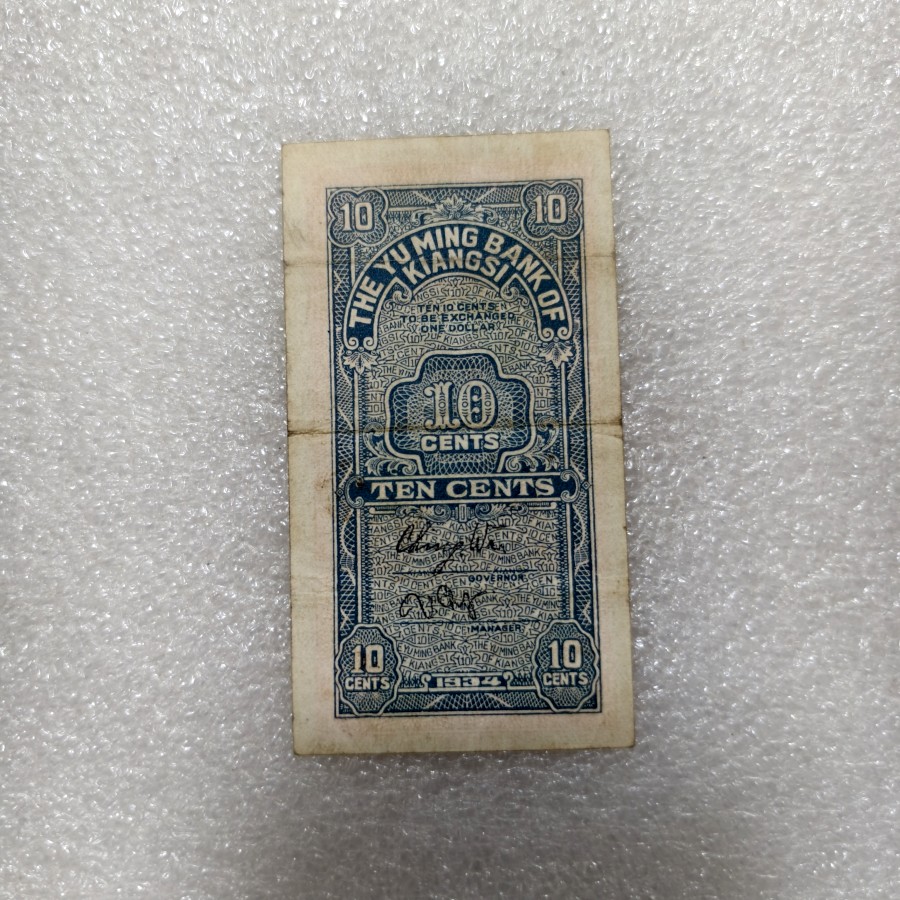 10 10
THE YU MING BANK OF
KIANGSI
TEN 10 CENTS
TO BE EXCHANGED
ONE DOLLAR
10
CENTS
TEN CENTS
GOVERNOR
MANAGER
10 10
CENTS CENTS
1934